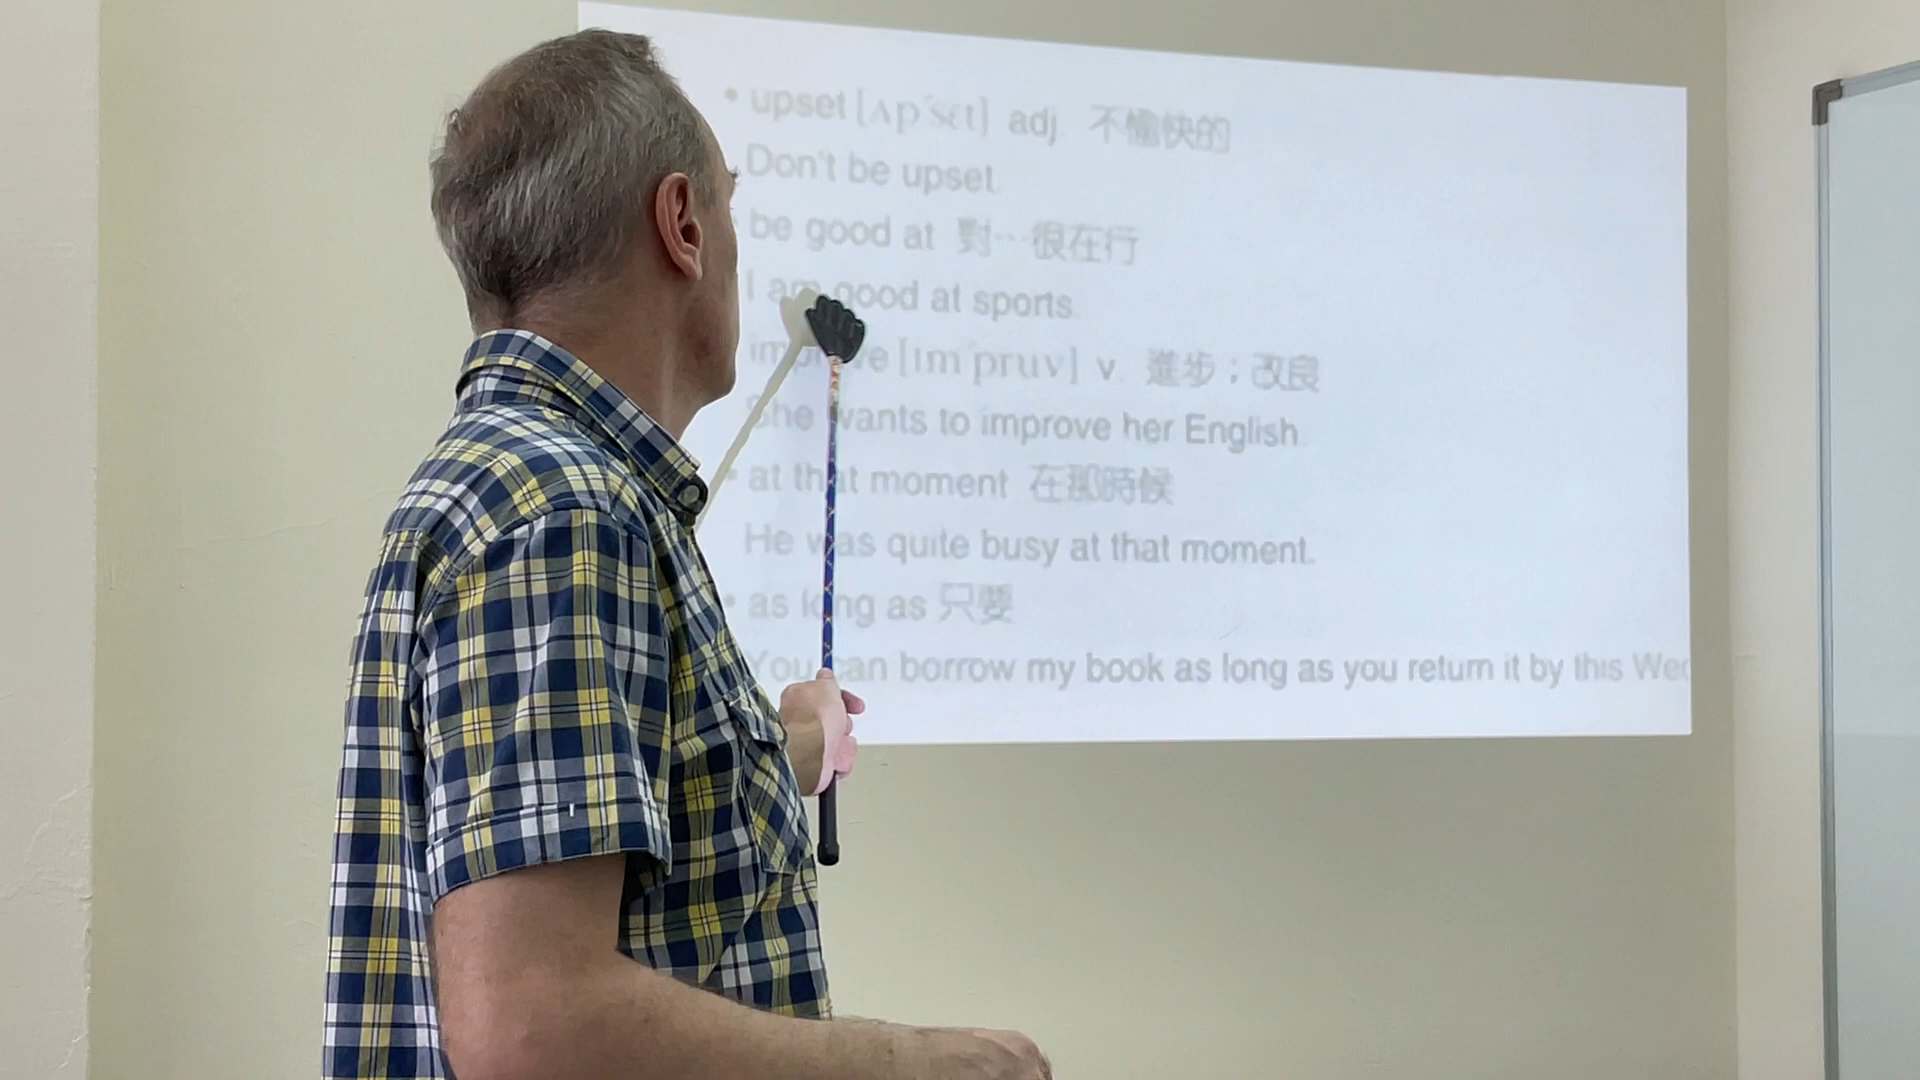 • upset [ʌpˋsɛt] adj. 不愉快的
Don't be upset.
be good at 對…很在行
I am good at sports.
improve [ɪmˋpruv] v. 進步；改良
She wants to improve her English.
• at that moment 在那時候
He was quite busy at that moment.
• as long as 只要
You can borrow my book as long as you return it by this Wed